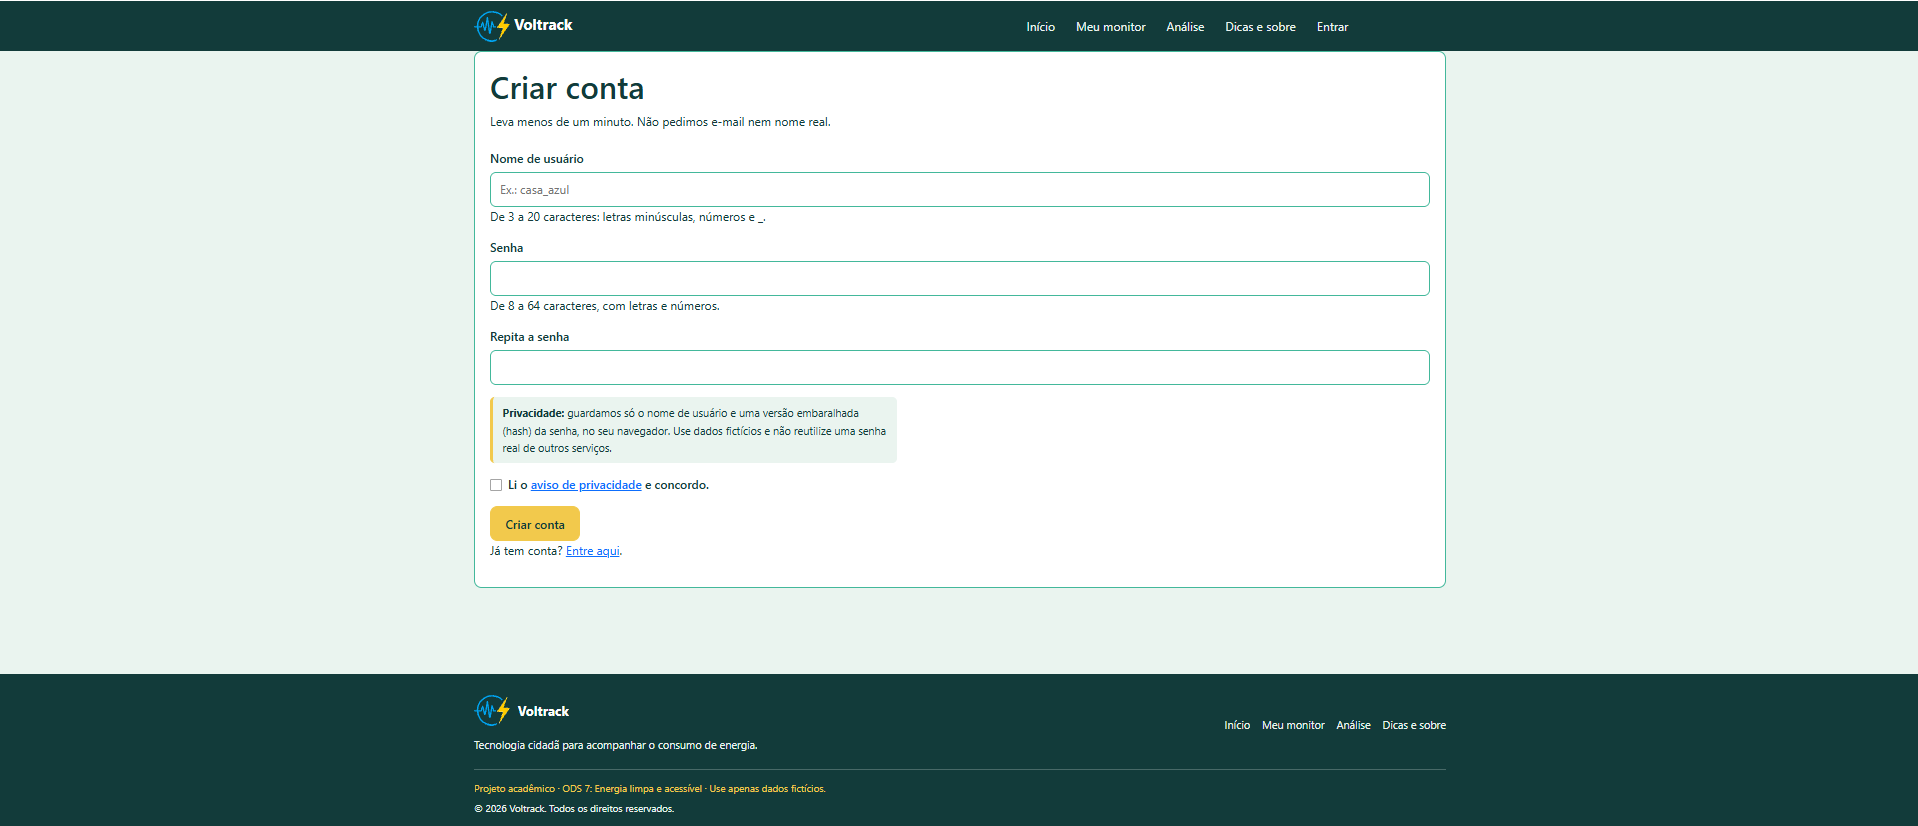 Voltrack
Início Meu monitor Análise Dicas e sobre Entrar
Criar conta
Leva menos de um minuto. Não pedimos e-mail nem nome real.
Nome de usuário
Ex.: casa_azul
De 3 a 20 caracteres: letras minúsculas, números e _.
Senha
De 8 a 64 caracteres, com letras e números.
Repita a senha
Privacidade: guardamos só o nome de usuário e uma versão embaralhada
(hash) da senha, no seu navegador. Use dados fictícios e não reutilize uma senha
real de outros serviços.
Li o aviso de privacidade e concordo.
Criar conta
Já tem conta? Entre aqui.
Voltrack
Início Meu monitor Análise Dicas e sobre
Tecnologia cidadã para acompanhar o consumo de energia.
Projeto acadêmico · ODS 7: Energia limpa e acessível · Use apenas dados fictícios.
© 2026 Voltrack. Todos os direitos reservados.